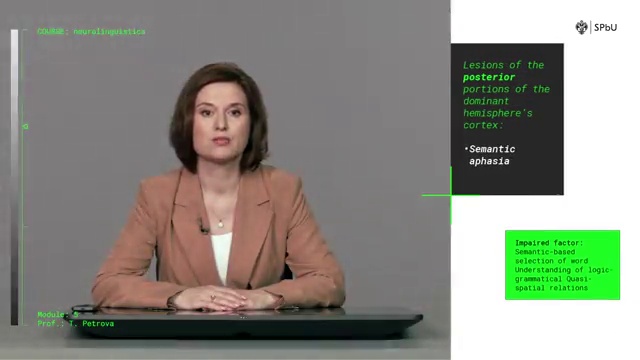 COURSE: neuralinguistics
SPbU
Lesions of the
posterior
portions of the
dominant
hemisphere's
cortex:
•Semantic
aphasia
Impaired factor:
Semantic-based
selection of word
Understanding of logic-
grammatical Quasi-
spatial relations
Module: 5
Prof.: T. Petrova